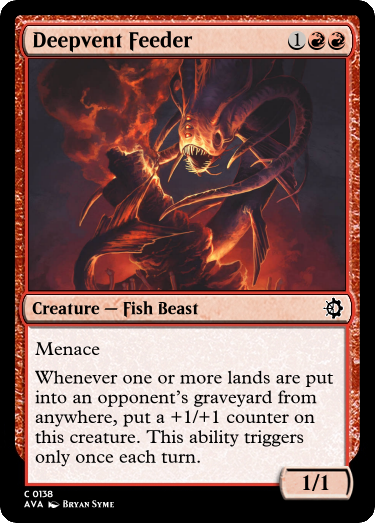 Deepvent Feeder 1
Creature — Fish Beast
Menace
Whenever one or more lands are put
into an opponent's graveyard from
anywhere, put a +1/+1 counter on
this creature. This ability triggers
only once each turn.
1/1
C 0138
AVA Bryan Syme